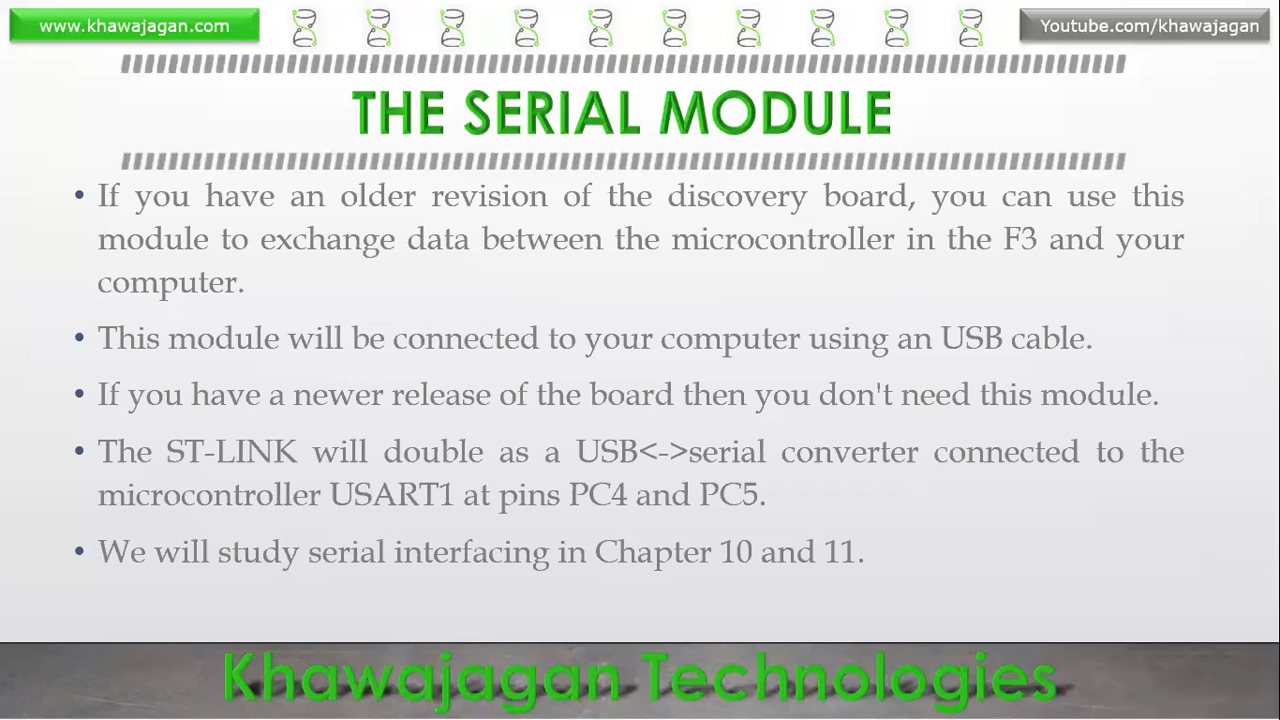 www.khawajagan.com
Youtube.com/khawajagan
THE SERIAL MODULE
• If you have an older revision of the discovery board, you can use this
module to exchange data between the microcontroller in the F3 and your
computer.
• This module will be connected to your computer using an USB cable.
• If you have a newer release of the board then you don't need this module.
• The ST-LINK will double as a USB<->serial converter connected to the
microcontroller USART1 at pins PC4 and PC5.
• We will study serial interfacing in Chapter 10 and 11.
Khawajagan Technologies